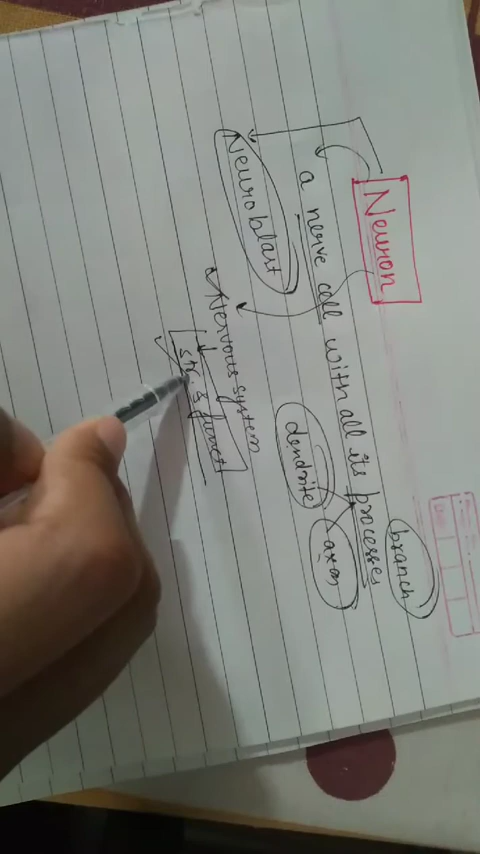 Neuron
branch
a nerve cell with all its processes
dendrite
axon
Neuroblast
Nervous system
str. & funct